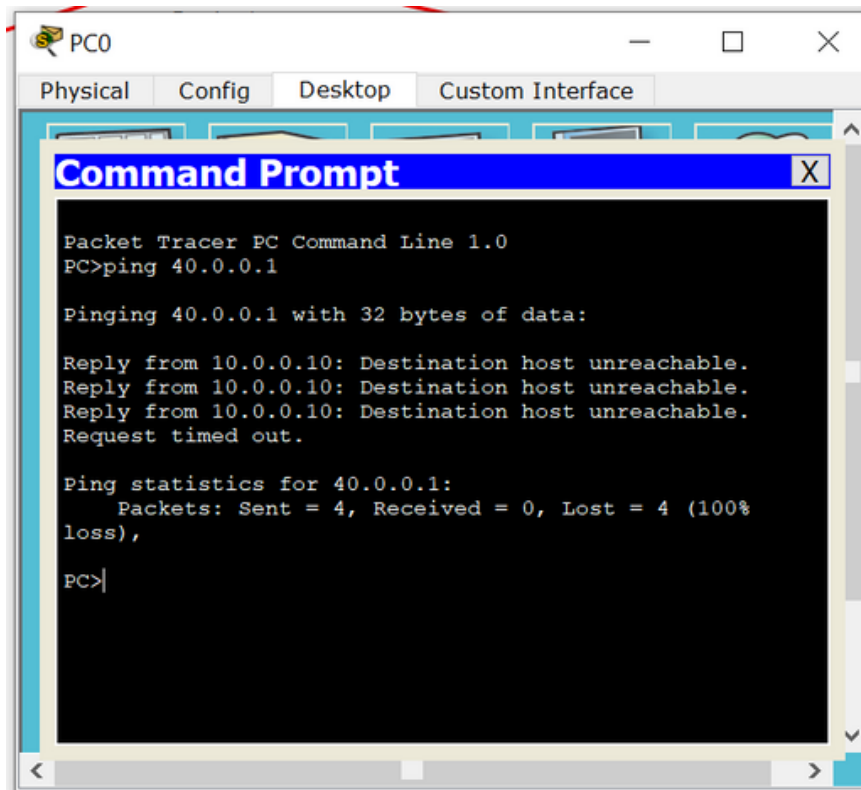 PC0
Physical Config Desktop Custom Interface
Command Prompt
X
Packet Tracer PC Command Line 1.0
PC>ping 40.0.0.1
Pinging 40.0.0.1 with 32 bytes of data:
Reply from 10.0.0.10: Destination host unreachable.
Reply from 10.0.0.10: Destination host unreachable.
Reply from 10.0.0.10: Destination host unreachable.
Request timed out.
Ping statistics for 40.0.0.1:
Packets: Sent = 4, Received = 0, Lost = 4 (100%
loss),
PC>